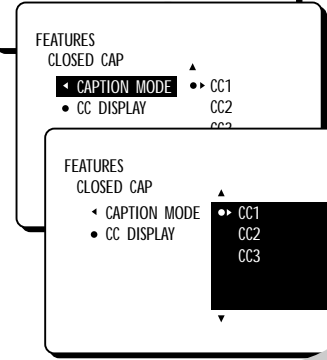 FEATURES
CLOSED CAP
CAPTION MODE CC1
CC DISPLAY CC2
FEATURES
CLOSED CAP
CAPTION MODE CC1
CC DISPLAY CC2
CC3